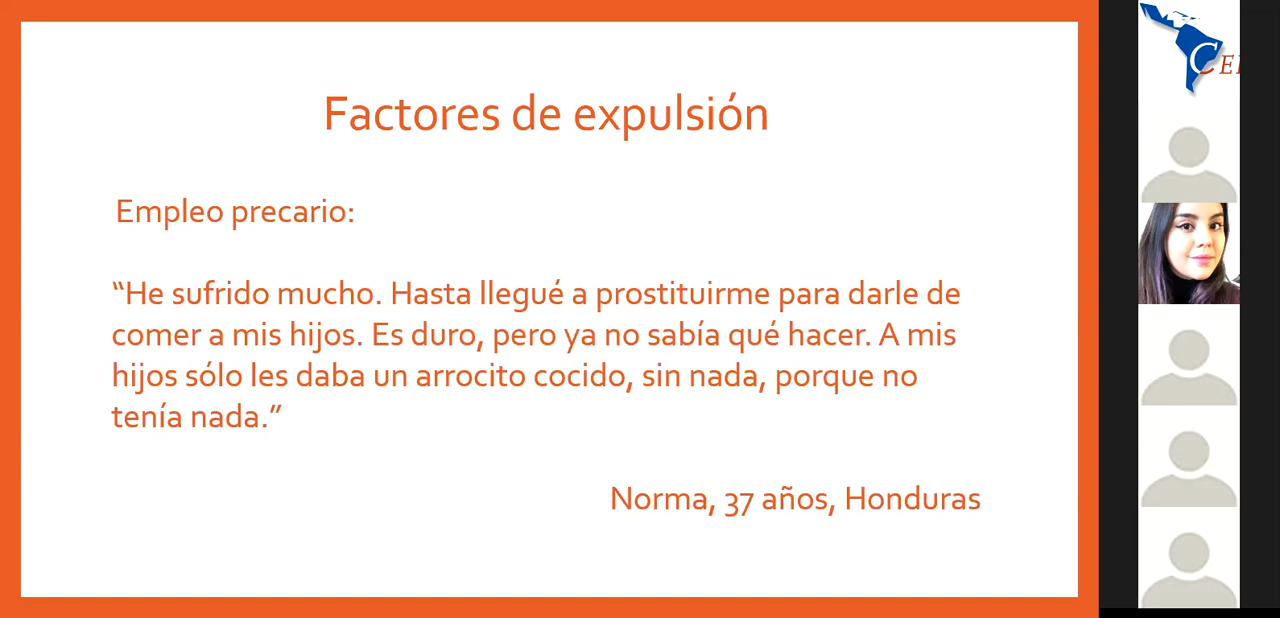 Factores de expulsión
Empleo precario:
“He sufrido mucho. Hasta llegué a prostituirme para darle de
comer a mis hijos. Es duro, pero ya no sabía qué hacer. A mis
hijos sólo les daba un arrocito cocido, sin nada, porque no
tenía nada.”
Norma, 37 años, Honduras